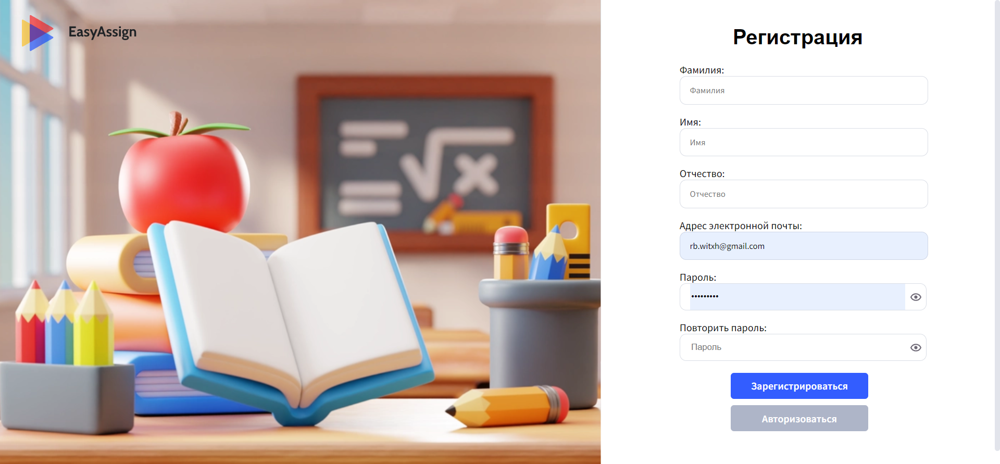 EasyAssign
Регистрация
Фамилия:
Фамилия
Имя:
Имя
Отчество:
Отчество
Адрес электронной почты:
rb.witxh@gmail.com
Пароль:
•••••••••
Повторить пароль:
Пароль
Зарегистрироваться
Авторизоваться
√x